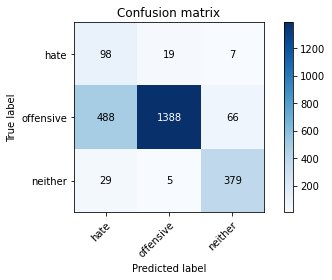 Confusion matrix
True label
hate 98 19 7
offensive 488 1388 66
neither 29 5 379
hate offensive neither
Predicted label
1200
1000
800
600
400
200